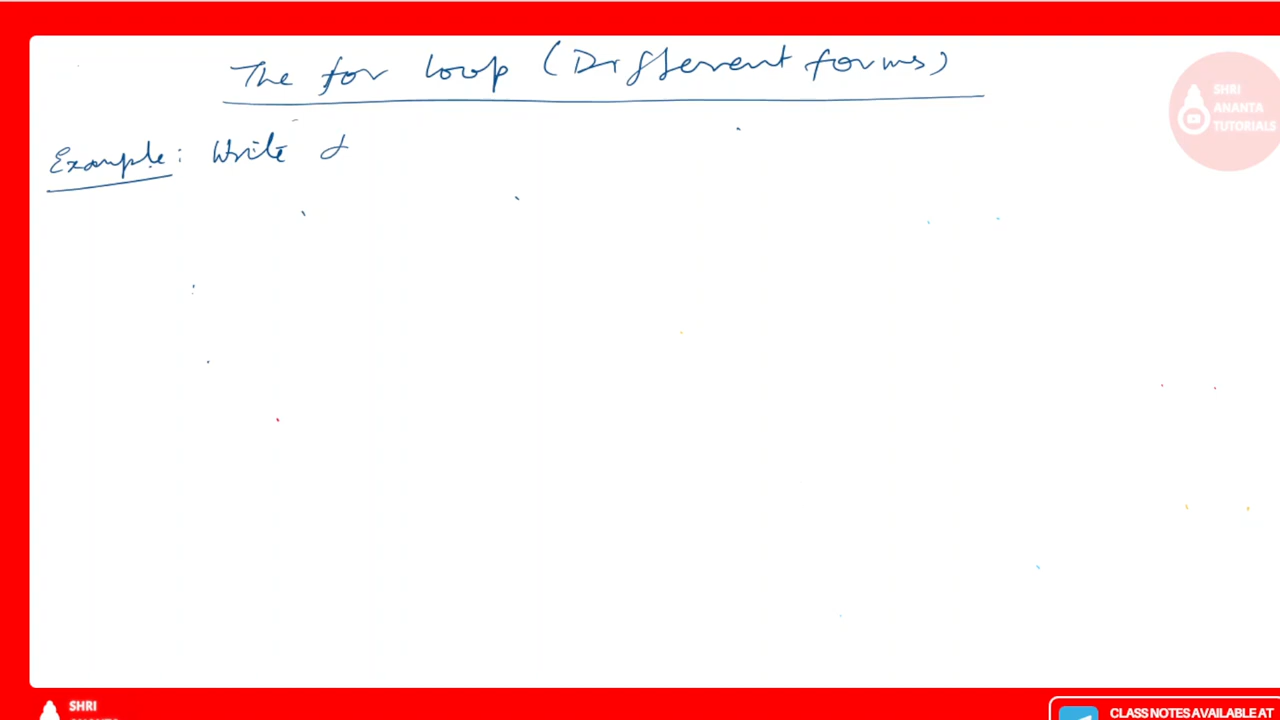 The for loop (Different forms)
Example: Write a
SHRI
ANANTA
TUTORIALS
SHRI
CLASS NOTES AVAILABLE AT